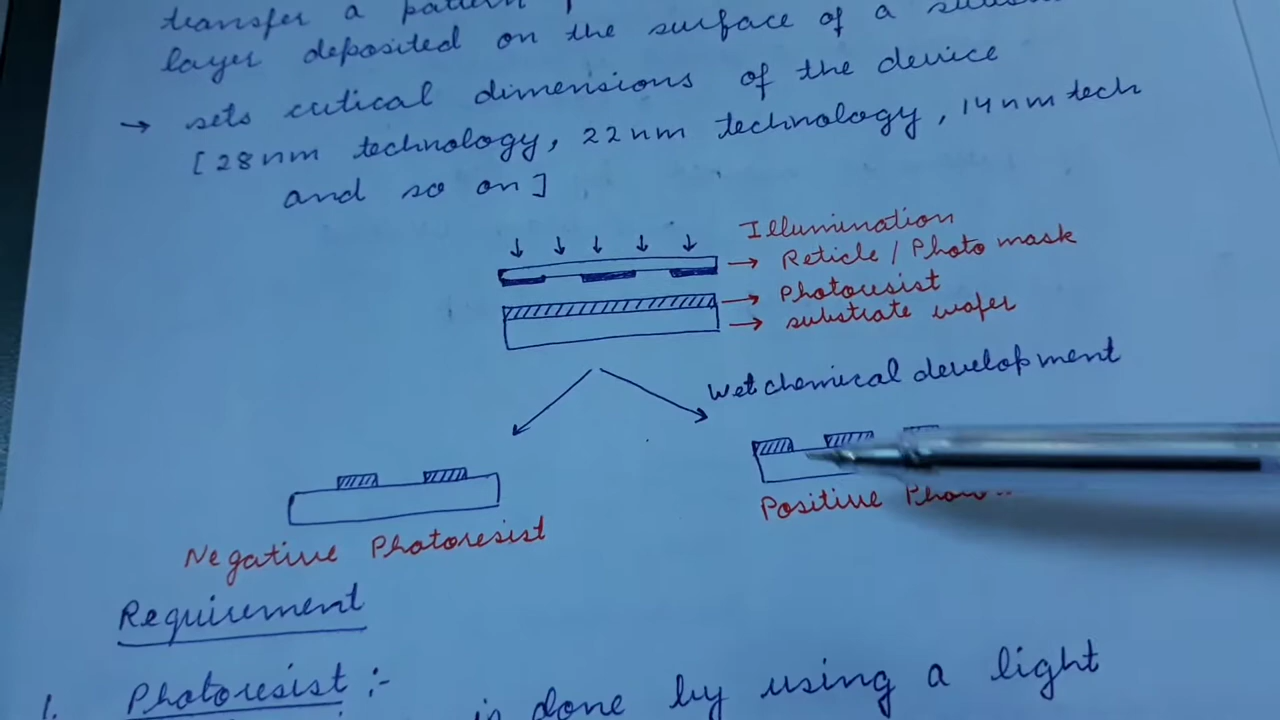 transfer a pattern
layer deposited on the surface of a
→ sets critical dimensions of the device
[28nm technology, 22nm technology, 14nm tech
and so on]
Illumination
→ Reticle / Photo mask
→ Photoresist
→ substrate wafer
Wet chemical development
Negative Photoresist
Positive
Requirement
1. Photoresist :-
is done by using a light